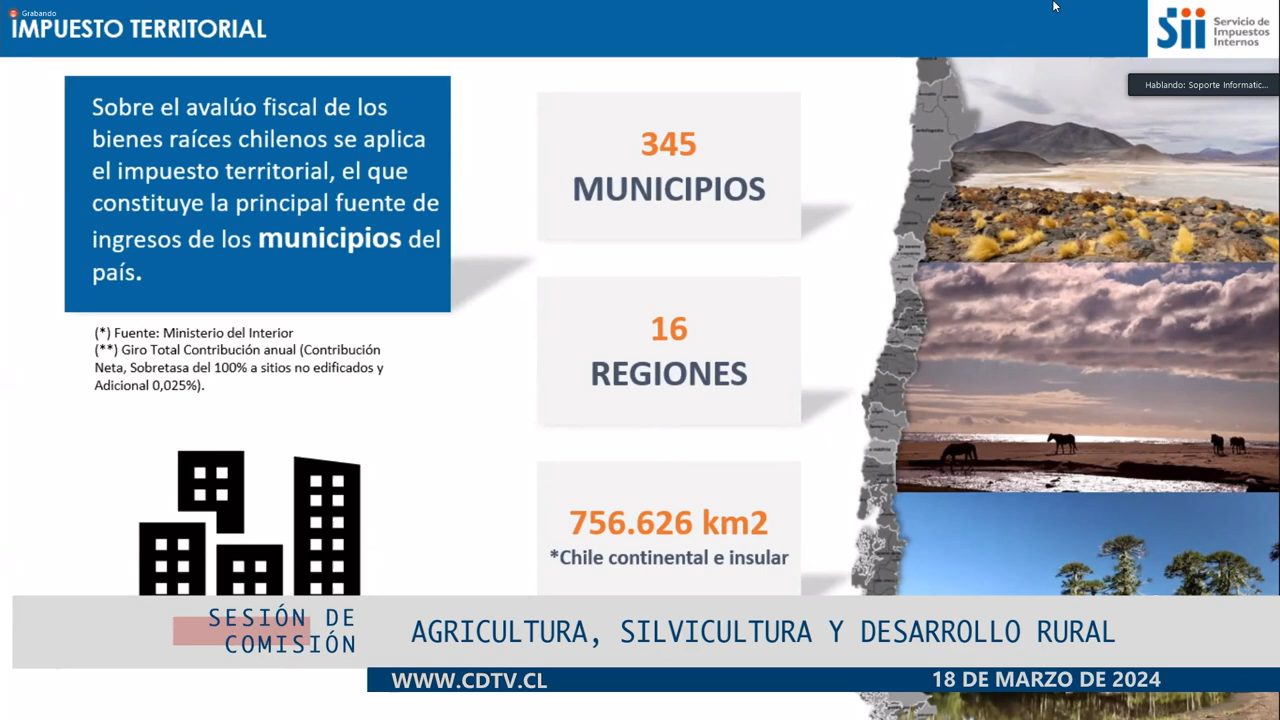 Grabando
IMPUESTO TERRITORIAL
Sii Servicio de
Impuestos
Internos
Hablando: Soporte Informatic...
Sobre el avalúo fiscal de los
bienes raíces chilenos se aplica
el impuesto territorial, el que
constituye la principal fuente de
ingresos de los municipios del
país.
(*) Fuente: Ministerio del Interior
(**) Giro Total Contribución anual (Contribución
Neta, Sobretasa del 100% a sitios no edificados y
Adicional 0,025%).
345
MUNICIPIOS
16
REGIONES
756.626 km2
*Chile continental e insular
SESIÓN DE
COMISIÓN
AGRICULTURA, SILVICULTURA Y DESARROLLO RURAL
WWW.CDTV.CL
18 DE MARZO DE 2024